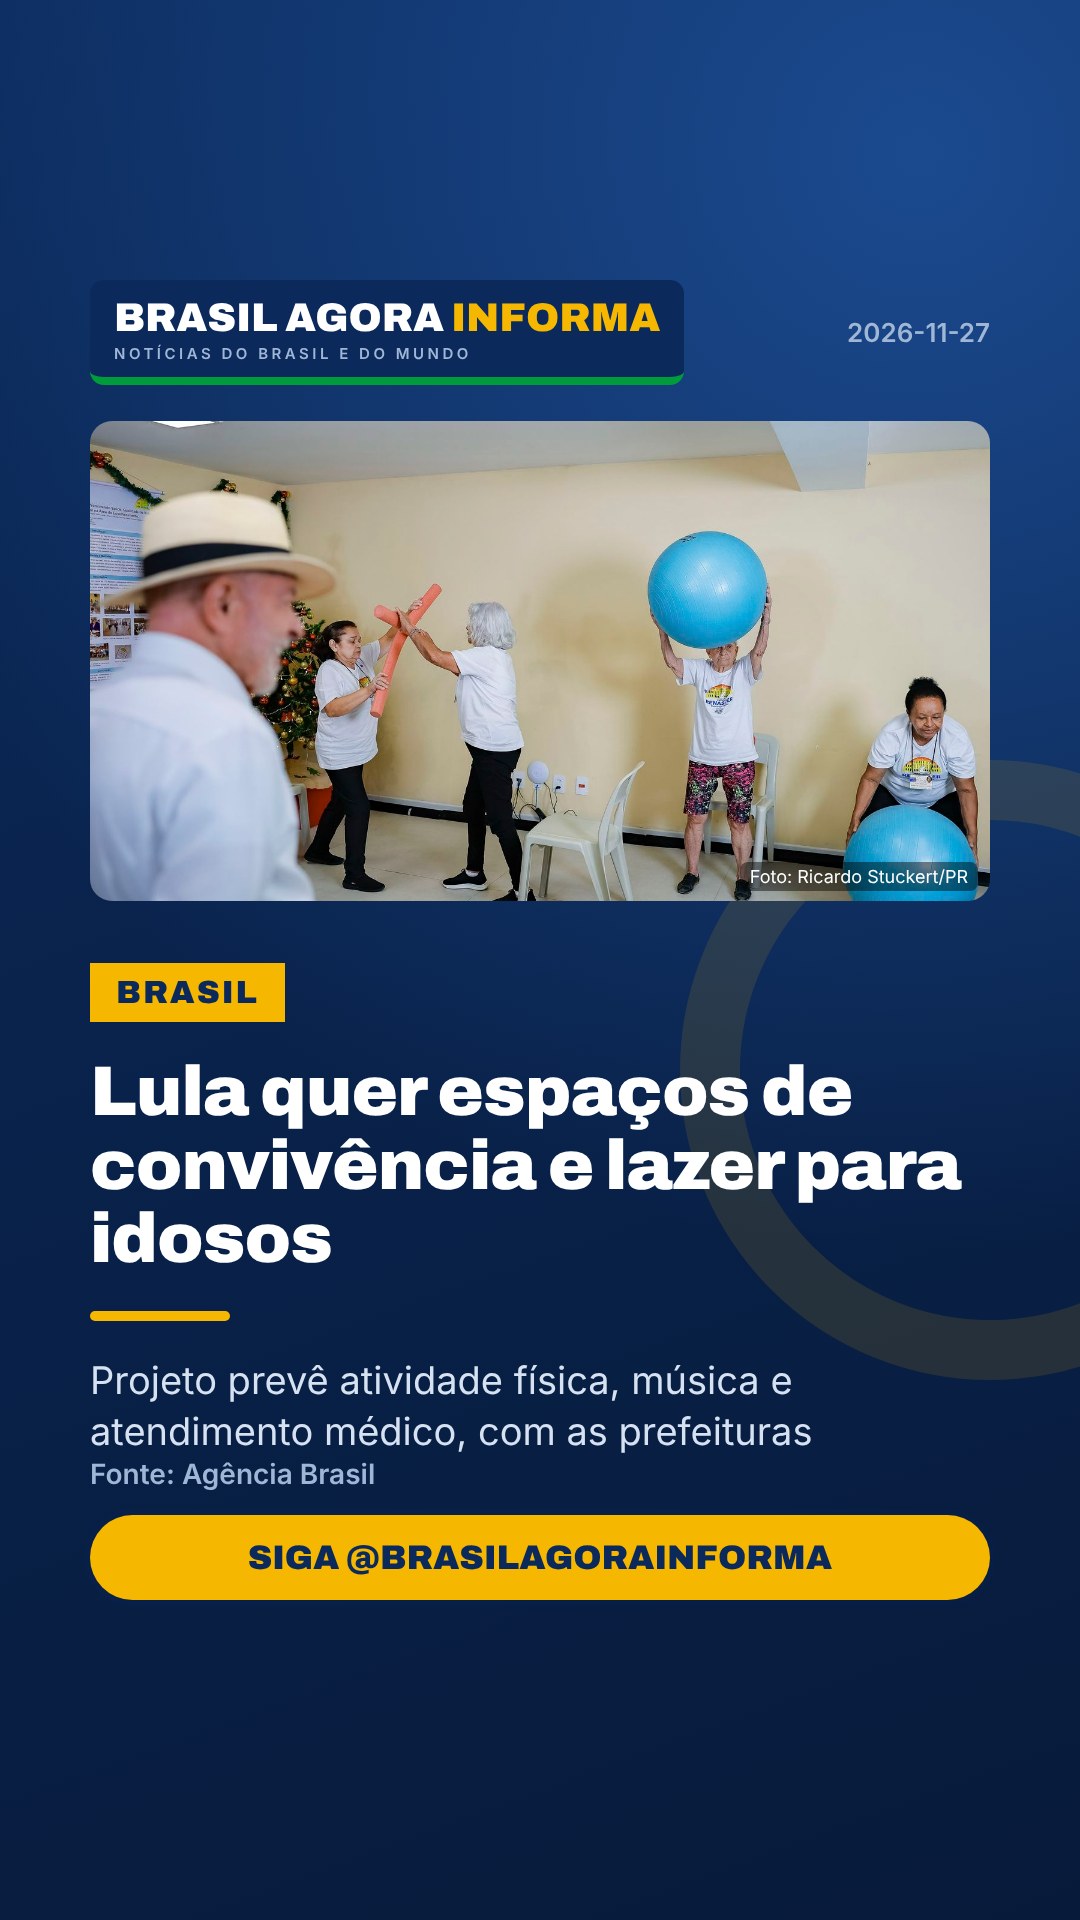 BRASIL AGORA INFORMA
NOTÍCIAS DO BRASIL E DO MUNDO
2026-11-27
Foto: Ricardo Stuckert/PR
BRASIL
Lula quer espaços de
convivência e lazer para
idosos
Projeto prevê atividade física, música e
atendimento médico, com as prefeituras
Fonte: Agência Brasil
SIGA @BRASILAGORAINFORMA